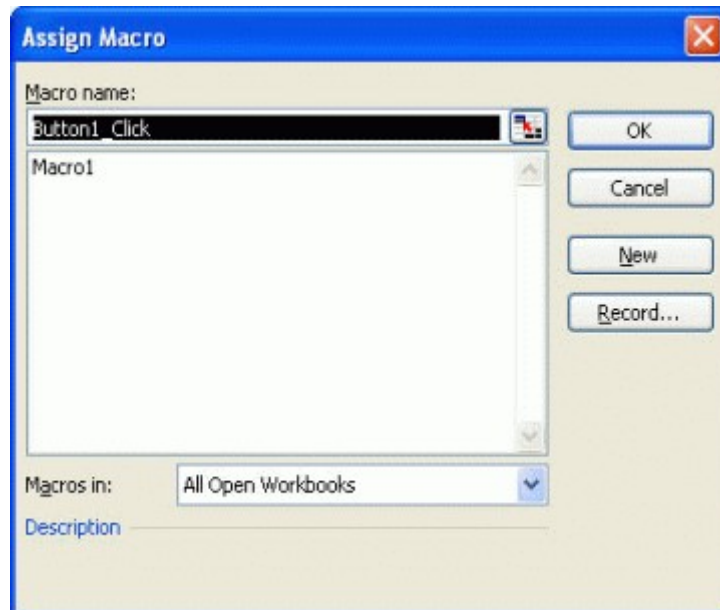 Assign Macro
Macro name:
Button1_Click
OK
Macro1
Cancel
New
Record...
Macros in:
All Open Workbooks
Description